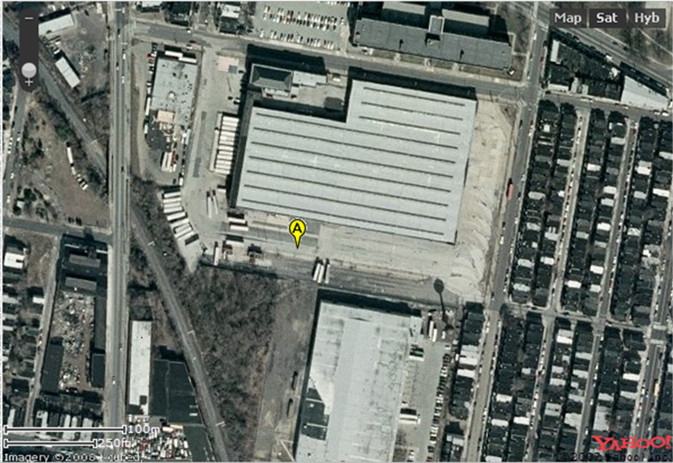 Map Sat Hyb
A
100m
250ft
Imagery ©2008
YAHOO!